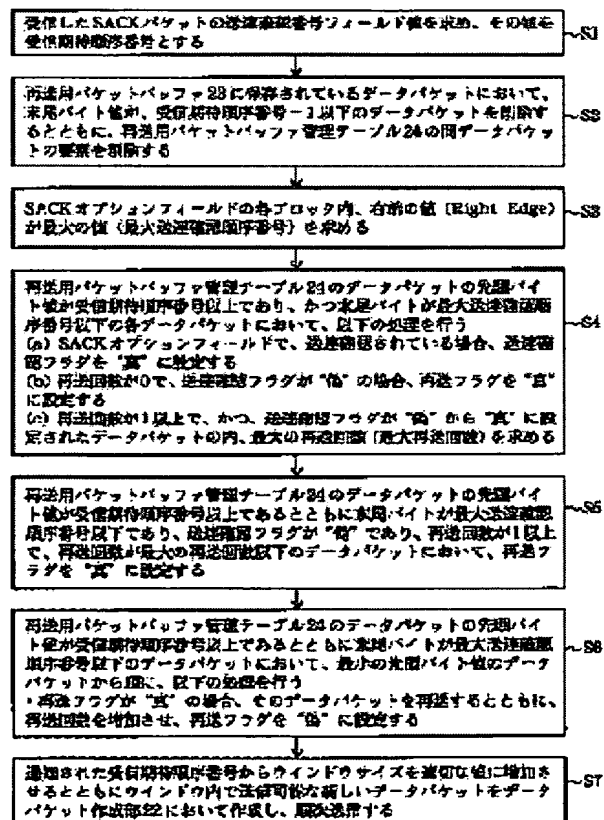 受信したSACKパケットの送達確認番号フィールド値を求め、その値を
受信期待順序番号とする
S1
再送用パケットバッファ23に保存されているデータパケットにおいて、
末尾バイト値が、受信期待順序番号－1以下のデータパケットを削除す
るとともに、再送用パケットバッファ管理テーブル24の同データパケッ
トの要素を削除する
S2
SACKオプションフィールドの各ブロック内、右端の値（Right Edge）
が最大の値（最大送達確認順序番号）を求める
S3
再送用パケットバッファ管理テーブル24のデータパケットの先頭バイ
ト値が受信期待順序番号以上であり、かつ末尾バイトが最大送達確認順
序番号以下の各データパケットにおいて、以下の処理を行う
(a) SACKオプションフィールドで、送達確認されている場合、送達確
認フラグを“真”に設定する
(b) 再送回数が0で、送達確認フラグが“偽”の場合、再送フラグを“真”
に設定する
(c) 再送回数が1以上で、かつ、送達確認フラグが“偽”から“真”に設
定されたデータパケットの内、最大の再送回数（最大再送回数）を求める
S4
再送用パケットバッファ管理テーブル24のデータパケットの先頭バイ
ト値が受信期待順序番号以上であるとともに末尾バイトが最大送達確認
順序番号以下であり、送達確認フラグが“偽”であり、再送回数が1以上
で、再送回数が最大の再送回数以下のデータパケットにおいて、再送フ
ラグを“真”に設定する
S5
再送用パケットバッファ管理テーブル24のデータパケットの先頭バイ
ト値が受信期待順序番号以上であるとともに末尾バイトが最大送達確認
順序番号以下のデータパケットにおいて、最小の先頭バイト値のデータ
パケットから順に、以下の処理を行う
・再送フラグが“真”の場合、そのデータパケットを再送するとともに、
再送回数を増加させ、再送フラグを“偽”に設定する
S6
通知された受信期待順序番号からウインドウサイズを適切な値に増加さ
せるとともにウインドウ内で送信可能な新しいデータパケットをデータ
パケット作成部22において作成し、順次送信する
S7